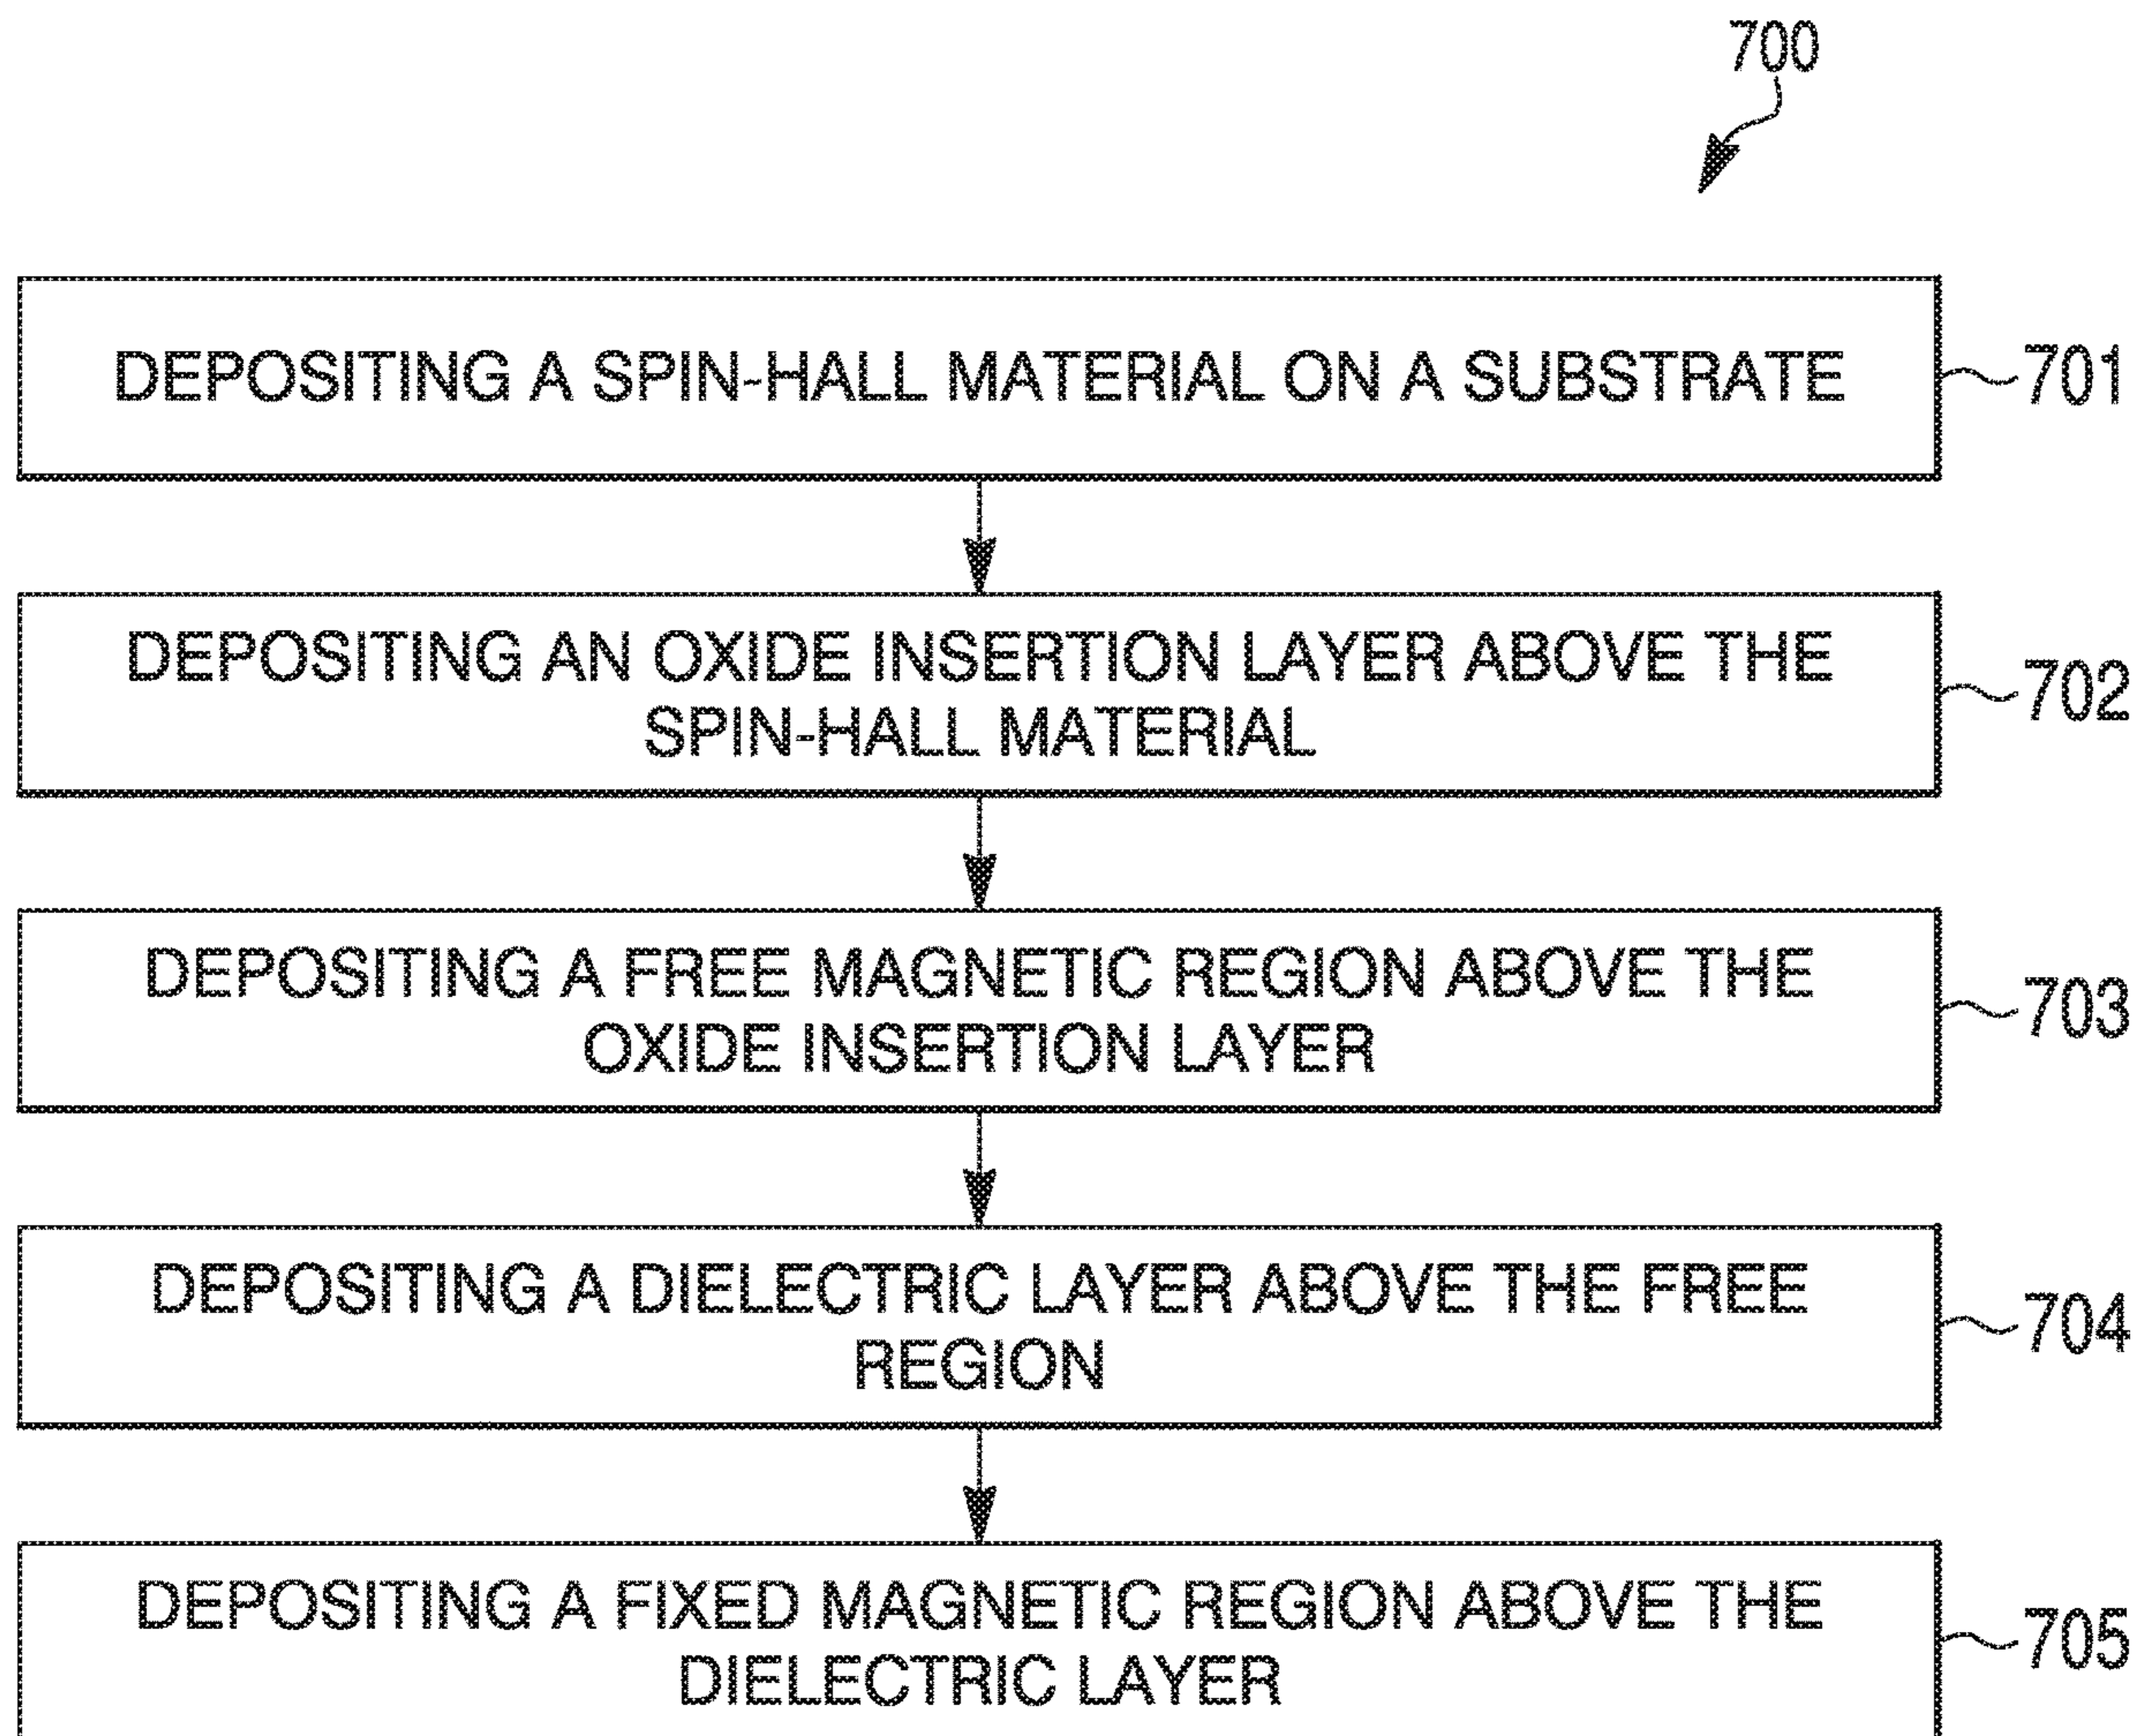 700
DEPOSITING A SPIN-HALL MATERIAL ON A SUBSTRATE
701
DEPOSITING AN OXIDE INSERTION LAYER ABOVE THE
SPIN-HALL MATERIAL
702
DEPOSITING A FREE MAGNETIC REGION ABOVE THE
OXIDE INSERTION LAYER
703
DEPOSITING A DIELECTRIC LAYER ABOVE THE FREE
REGION
704
DEPOSITING A FIXED MAGNETIC REGION ABOVE THE
DIELECTRIC LAYER
705